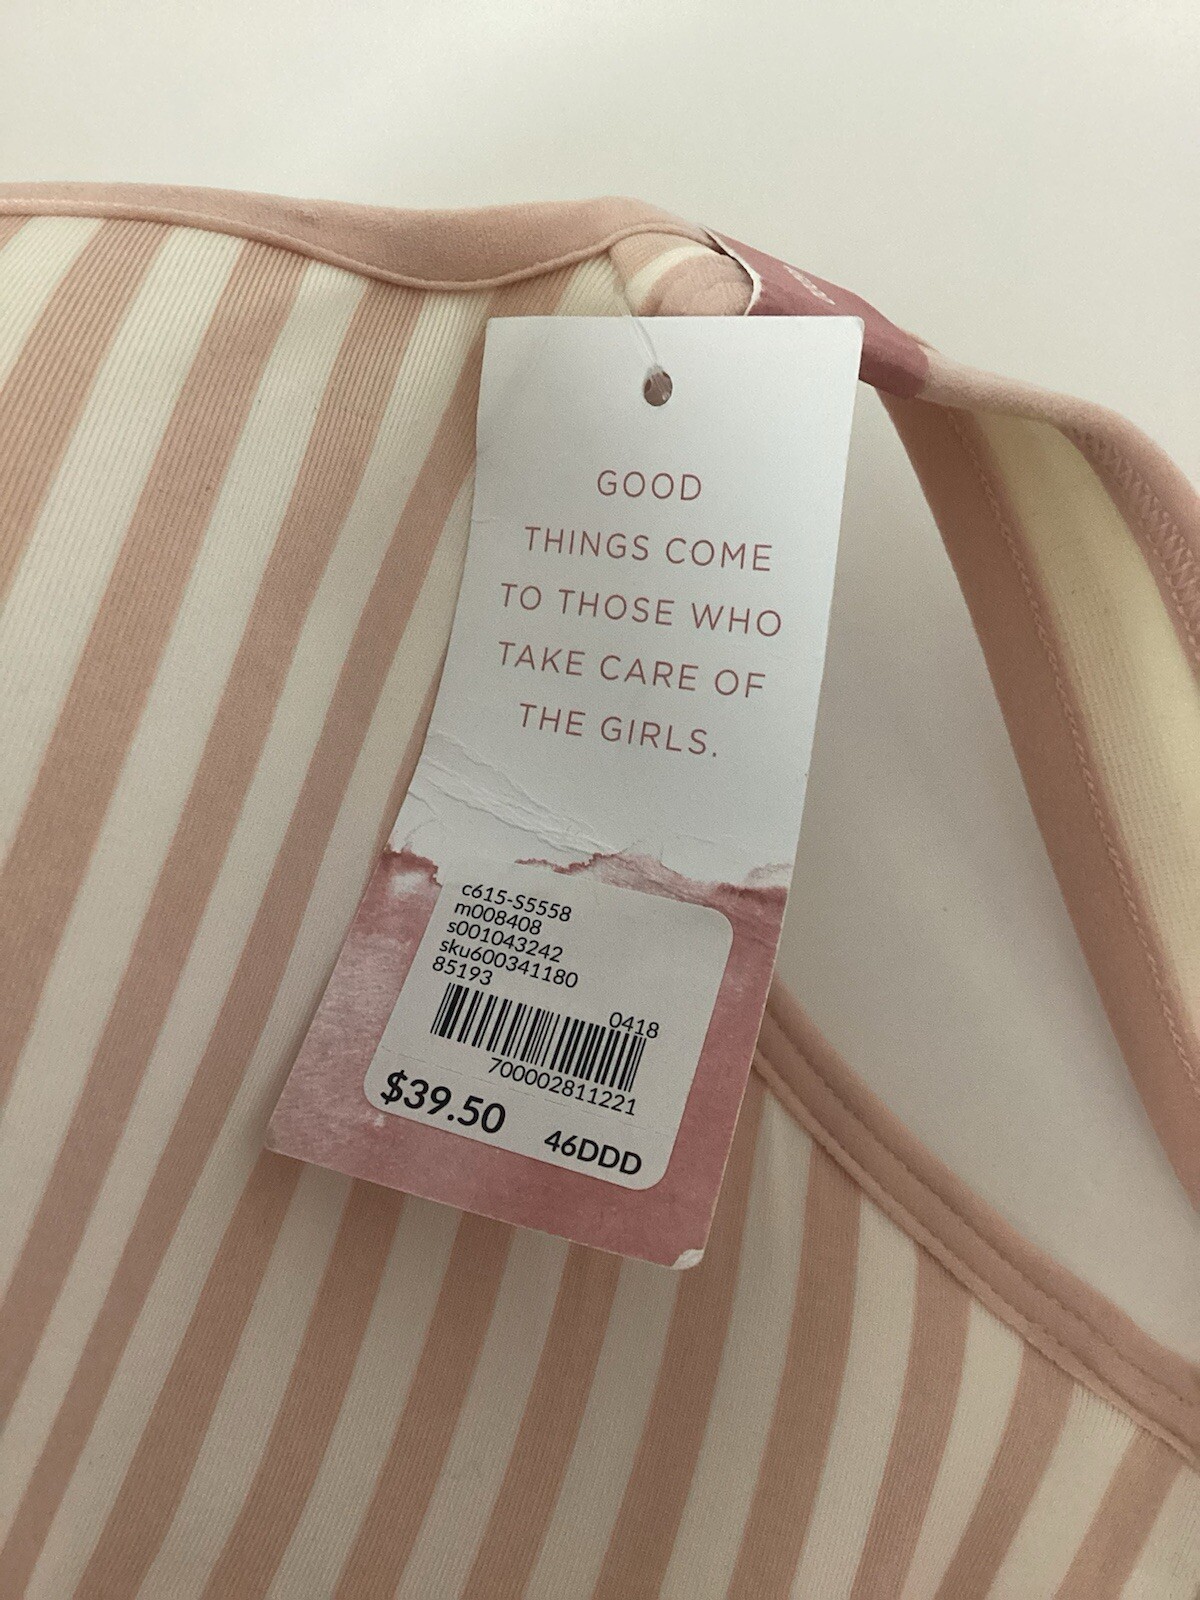 GOOD
THINGS COME
TO THOSE WHO
TAKE CARE OF
THE GIRLS.
c615-S5558
m008408
s001043242
sku600341180
85193
0418
700002811221
$39.50 46DDD